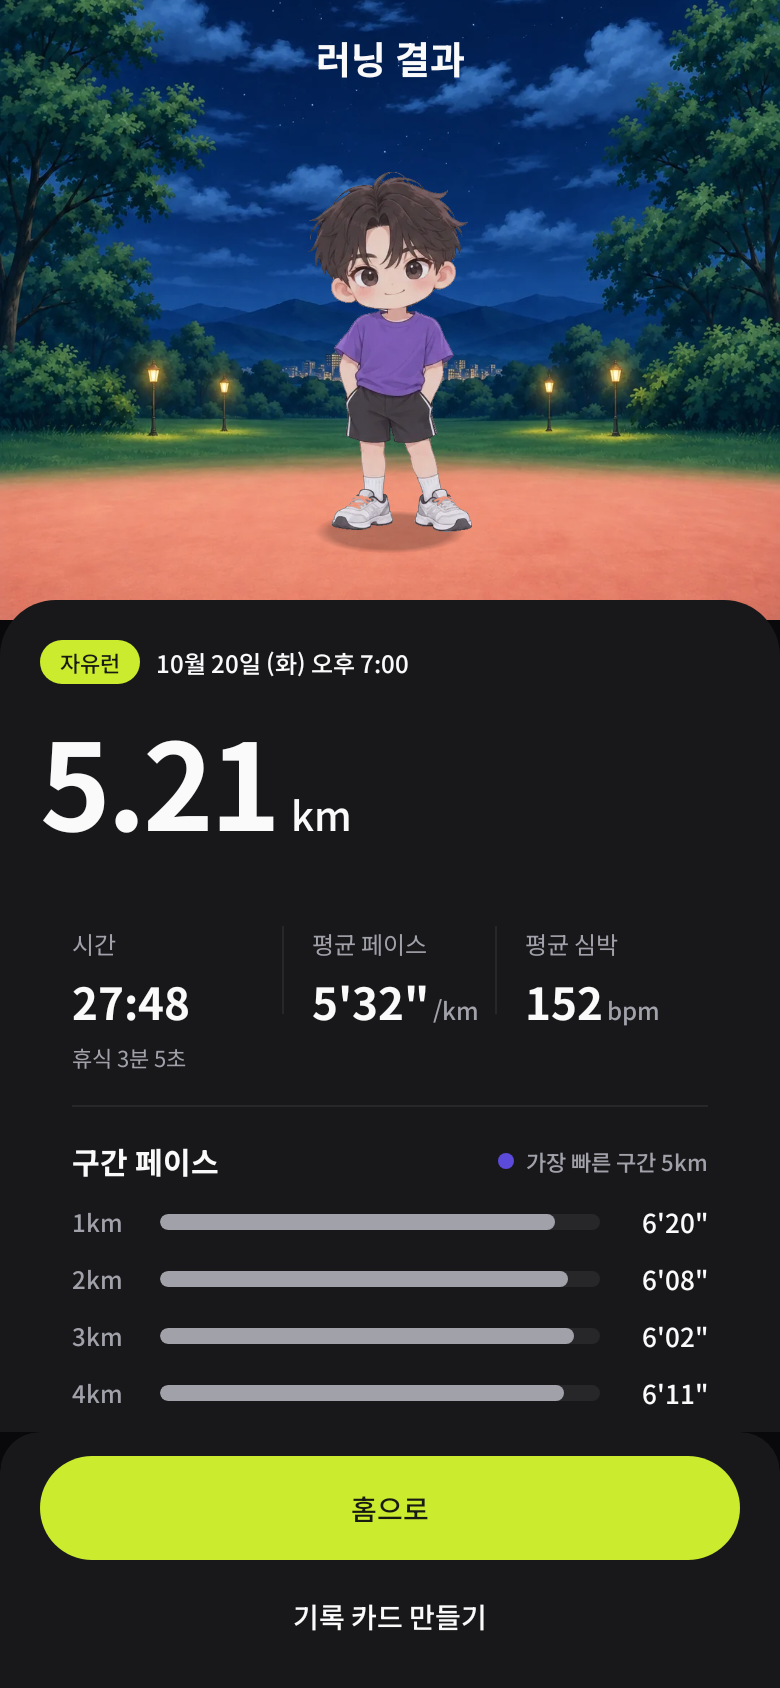 러닝 결과
자유런 10월 20일 (화) 오후 7:00
5.21 km
시간 평균 페이스 평균 심박
27:48 5'32" /km 152 bpm
휴식 3분 5초
구간 페이스 가장 빠른 구간 5km
1km 6'20"
2km 6'08"
3km 6'02"
4km 6'11"
홈으로
기록 카드 만들기